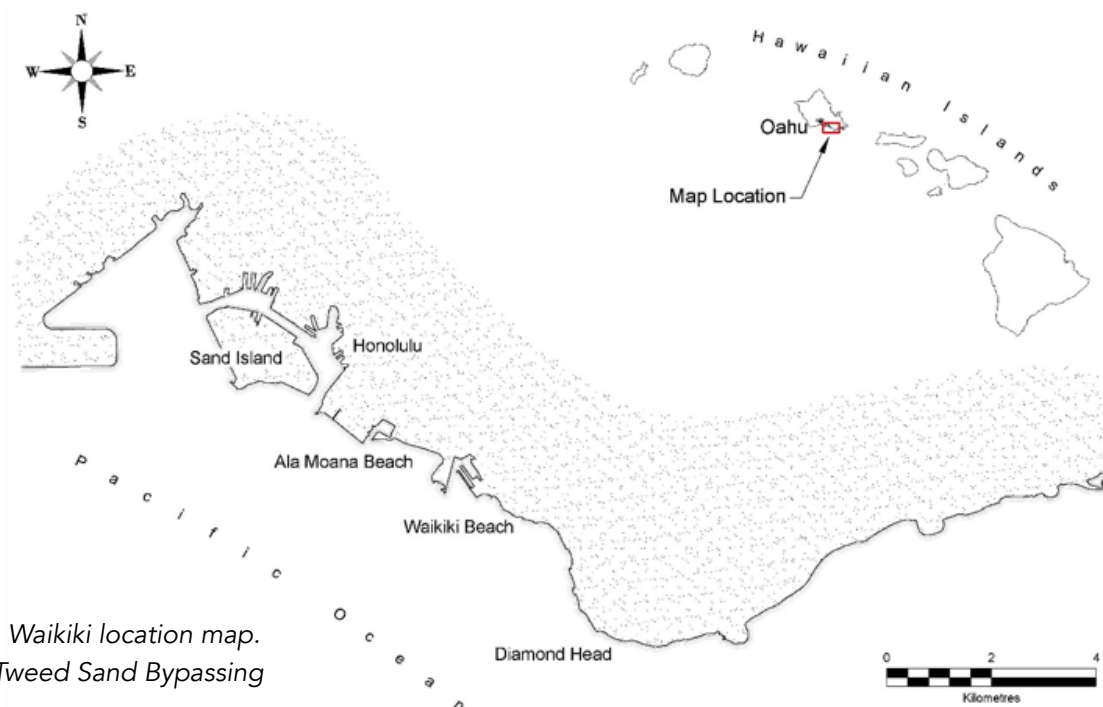 N
W
E
S
Hawaiian Islands
Oahu
Map Location
Honolulu
Sand Island
Ala Moana Beach
Waikiki Beach
Pacific Ocean
Diamond Head
Waikiki location map.
Tweed Sand Bypassing
0 2 4
Kilometres